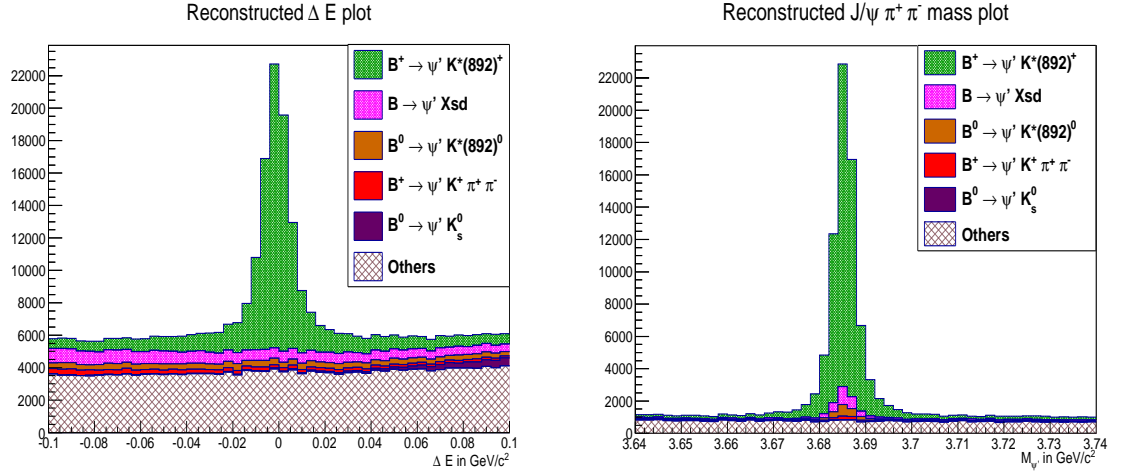 Reconstructed Δ E plot
22000
20000
18000
16000
14000
12000
10000
8000
6000
4000
2000
0
-0.1 -0.08 -0.06 -0.04 -0.02 0 0.02 0.04 0.06 0.08 0.1
Δ E in GeV/c²
B⁺ → ψ' K*(892)⁺
B → ψ' Xsd
B⁰ → ψ' K*(892)⁰
B⁺ → ψ' K⁺ π⁺ π⁻
B⁰ → ψ' K⁰ₛ
Others
Reconstructed J/ψ π⁺ π⁻ mass plot
22000
20000
18000
16000
14000
12000
10000
8000
6000
4000
2000
0
3.64 3.65 3.66 3.67 3.68 3.69 3.7 3.71 3.72 3.73 3.74
M_ψ' in GeV/c²
B⁺ → ψ' K*(892)⁺
B → ψ' Xsd
B⁰ → ψ' K*(892)⁰
B⁺ → ψ' K⁺ π⁺ π⁻
B⁰ → ψ' K⁰ₛ
Others